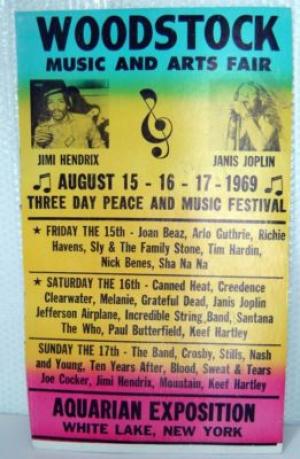 WOODSTOCK
MUSIC AND ARTS FAIR
JIMI HENDRIX
JANIS JOPLIN
AUGUST 15 - 16 - 17 - 1969
THREE DAY PEACE AND MUSIC FESTIVAL
★ FRIDAY THE 15th - Joan Beaz, Arlo Guthrie, Richie
Havens, Sly & The Family Stone, Tim Hardin,
Nick Benes, Sha Na Na
★ SATURDAY THE 16th - Canned Heat, Creedence
Clearwater, Melanie, Grateful Dead, Janis Joplin
Jefferson Airplane, Incredible String Band, Santana
The Who, Paul Butterfield, Keef Hartley
SUNDAY THE 17th - The Band, Crosby, Stills, Nash
and Young, Ten Years After, Blood, Sweat & Tears
Joe Cocker, Jimi Hendrix, Mountain, Keef Hartley
AQUARIAN EXPOSITION
WHITE LAKE, NEW YORK